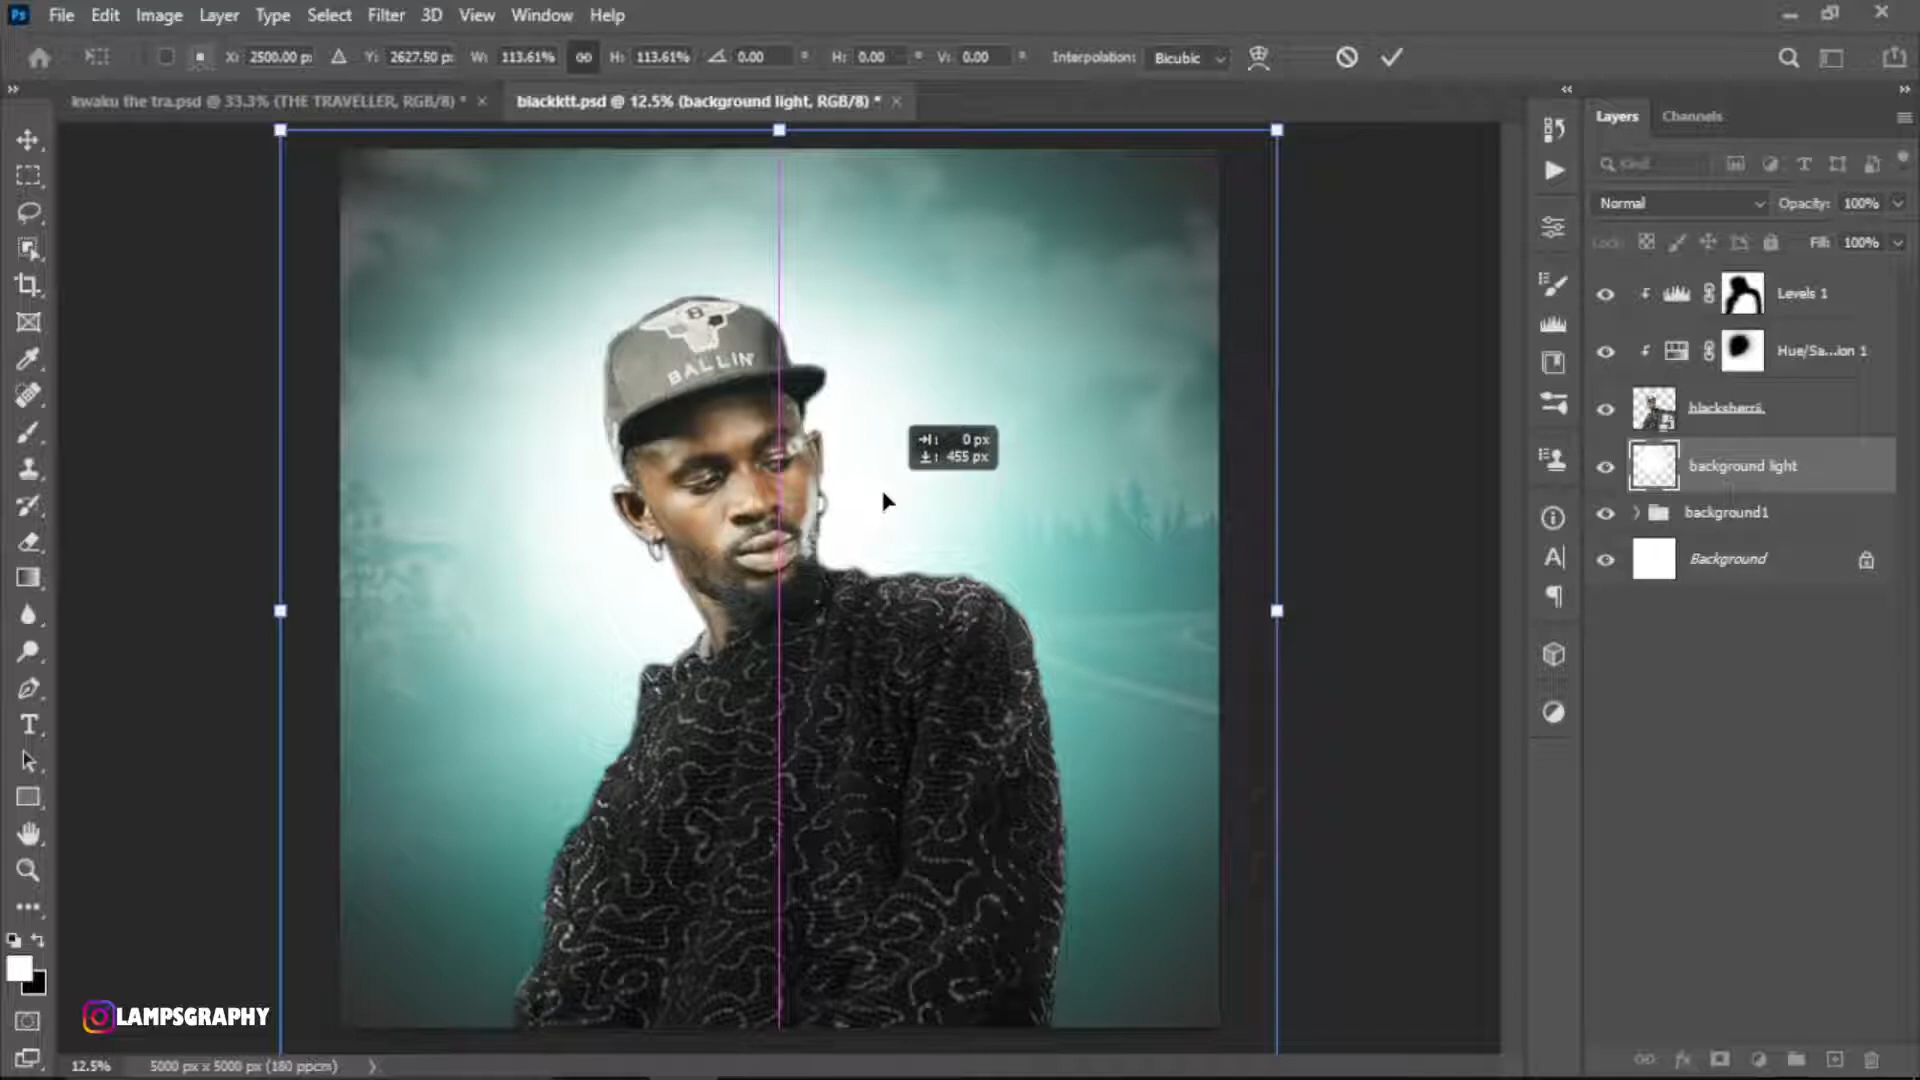 Ps File Edit Image Layer Type Select Filter 3D View Window Help
X: 2500.00 p: Y: 2627.50 p: W: 113.61% H: 113.61% 0.00 ° H: 0.00 ° V: 0.00 ° Interpolation: Bicubic
kwaku the tra.psd @ 33.3% (THE TRAVELLER, RGB/8) * ×
blackktt.psd @ 12.5% (background light, RGB/8) * ×
Layers Channels
Kind
Normal Opacity: 100%
Lock: Fill: 100%
Levels 1
Hue/Sa...ion 1
background light
background1
Background
8
BALLIN'
0 px
455 px
LAMPSGRAPHY
12.5% 5000 px x 5000 px (180 ppcm)